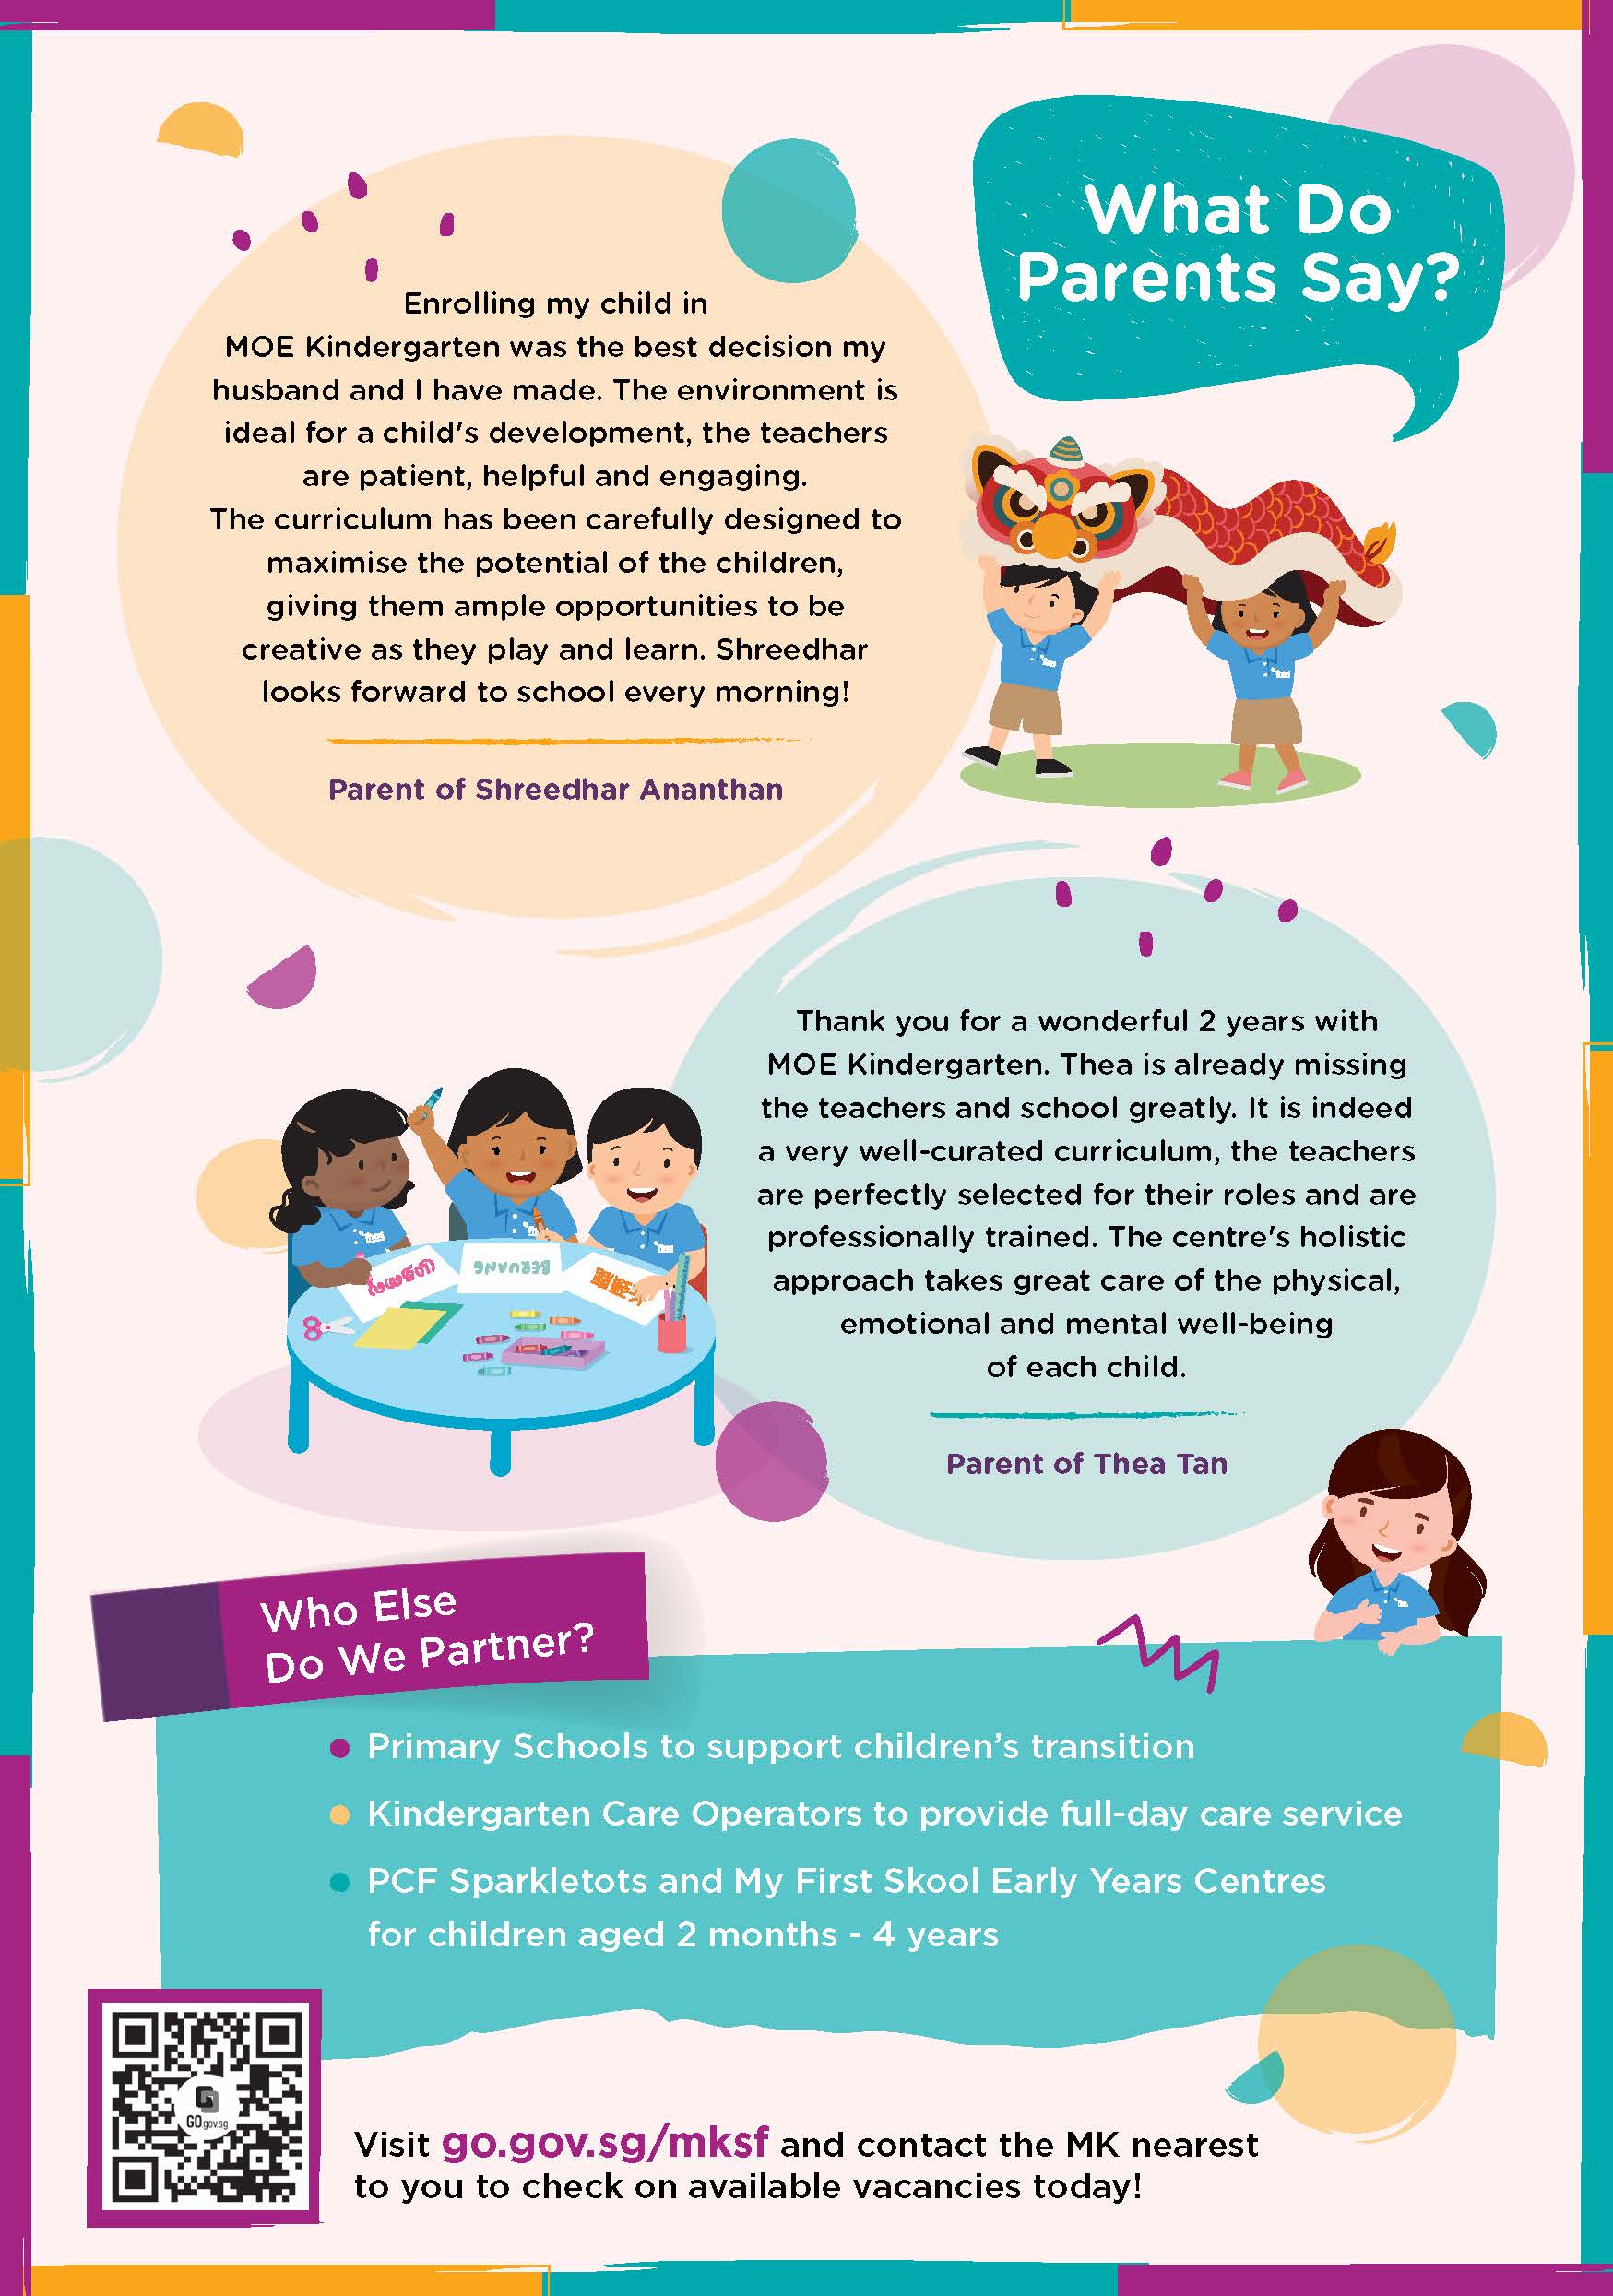 What Do
Parents Say?
Enrolling my child in
MOE Kindergarten was the best decision my
husband and I have made. The environment is
ideal for a child's development, the teachers
are patient, helpful and engaging.
The curriculum has been carefully designed to
maximise the potential of the children,
giving them ample opportunities to be
creative as they play and learn. Shreedhar
looks forward to school every morning!
Parent of Shreedhar Ananthan
Thank you for a wonderful 2 years with
MOE Kindergarten. Thea is already missing
the teachers and school greatly. It is indeed
a very well-curated curriculum, the teachers
are perfectly selected for their roles and are
professionally trained. The centre's holistic
approach takes great care of the physical,
emotional and mental well-being
of each child.
Parent of Thea Tan
BERUANG
Who Else
Do We Partner?
Primary Schools to support children’s transition
Kindergarten Care Operators to provide full-day care service
PCF Sparkletots and My First Skool Early Years Centres
for children aged 2 months - 4 years
GO gov.sg
Visit go.gov.sg/mksf and contact the MK nearest
to you to check on available vacancies today!